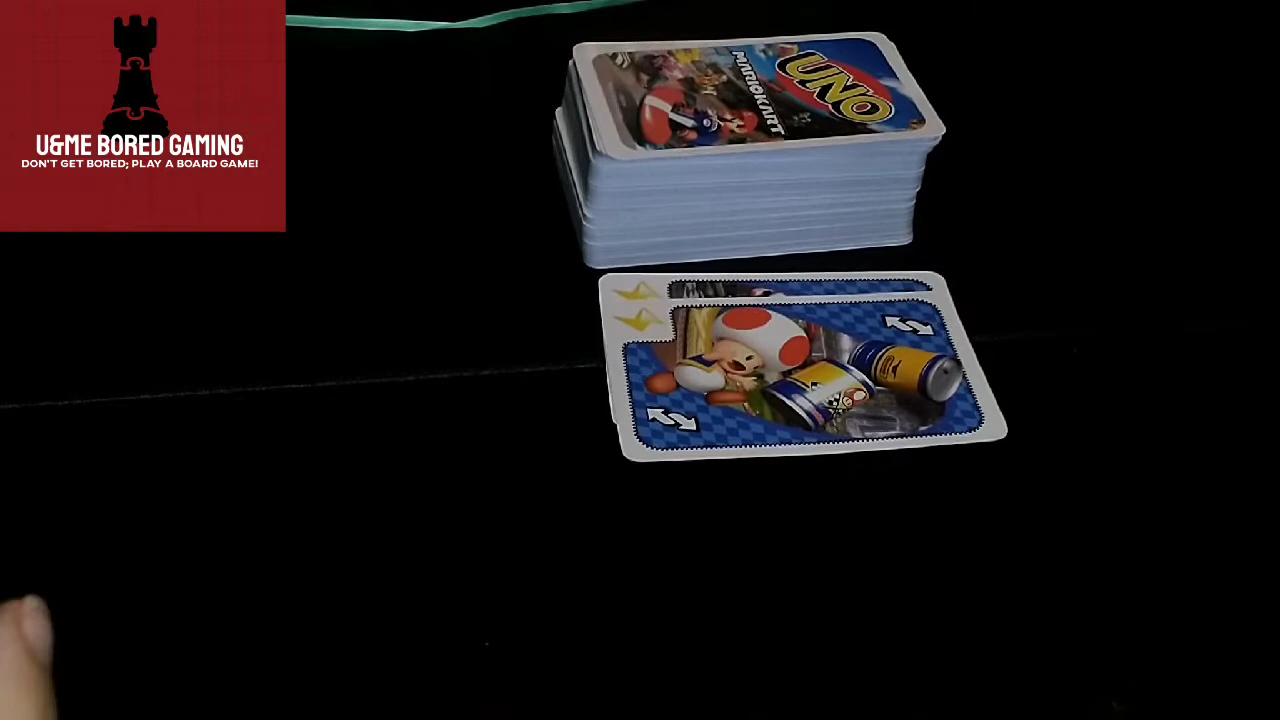 U&ME BORED GAMING
DON'T GET BORED; PLAY A BOARD GAME!
UNO
MARIOKART